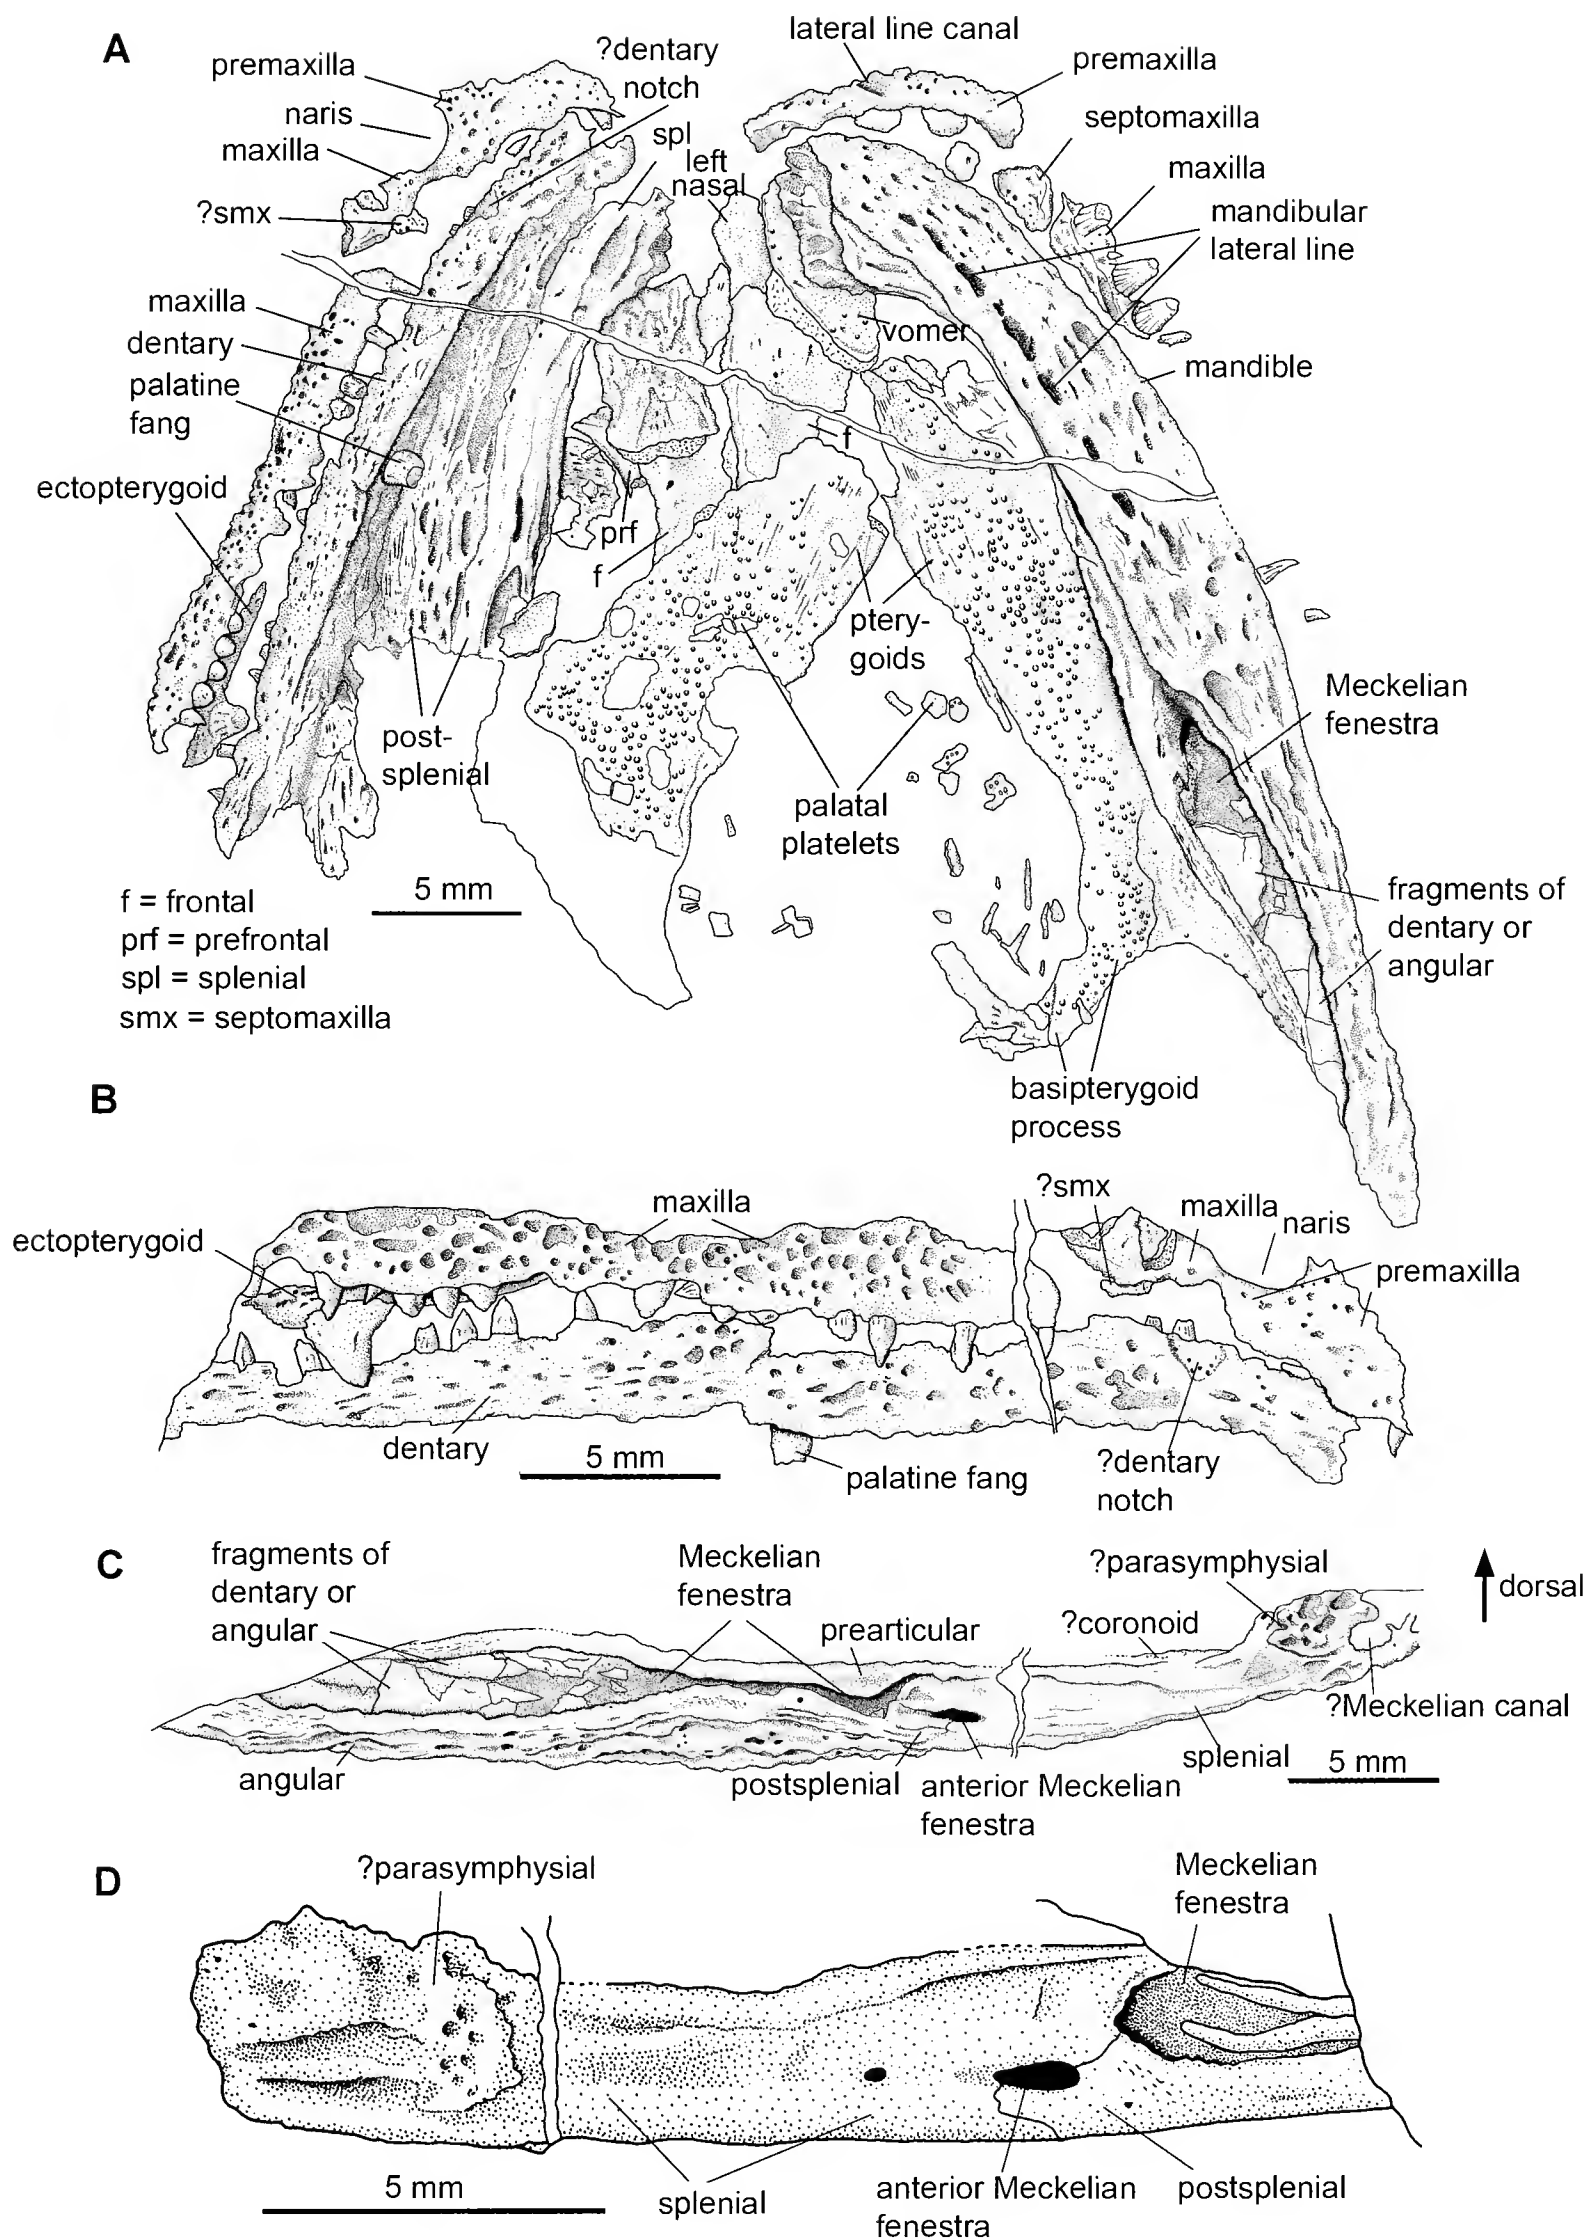 A
premaxilla
naris
maxilla
?smx
?dentary
notch
spl
left
nasal
lateral line canal
premaxilla
septomaxilla
maxilla
mandibular
lateral line
maxilla
dentary
palatine
fang
ectopterygoid
vomer
mandible
f
prf
f
ptery-
goids
post-
splenial
palatal
platelets
Meckelian
fenestra
fragments of
dentary or
angular
f = frontal
prf = prefrontal
spl = splenial
smx = septomaxilla
5 mm
basipterygoid
process
B
ectopterygoid
maxilla
?smx
maxilla
naris
premaxilla
dentary
5 mm
palatine fang
?dentary
notch
C
fragments of
dentary or
angular
Meckelian
fenestra
prearticular
?coronoid
?parasymphysial
dorsal
?Meckelian canal
angular
postsplenial
anterior Meckelian
fenestra
splenial
5 mm
D
?parasymphysial
Meckelian
fenestra
5 mm
splenial
anterior Meckelian
fenestra
postsplenial